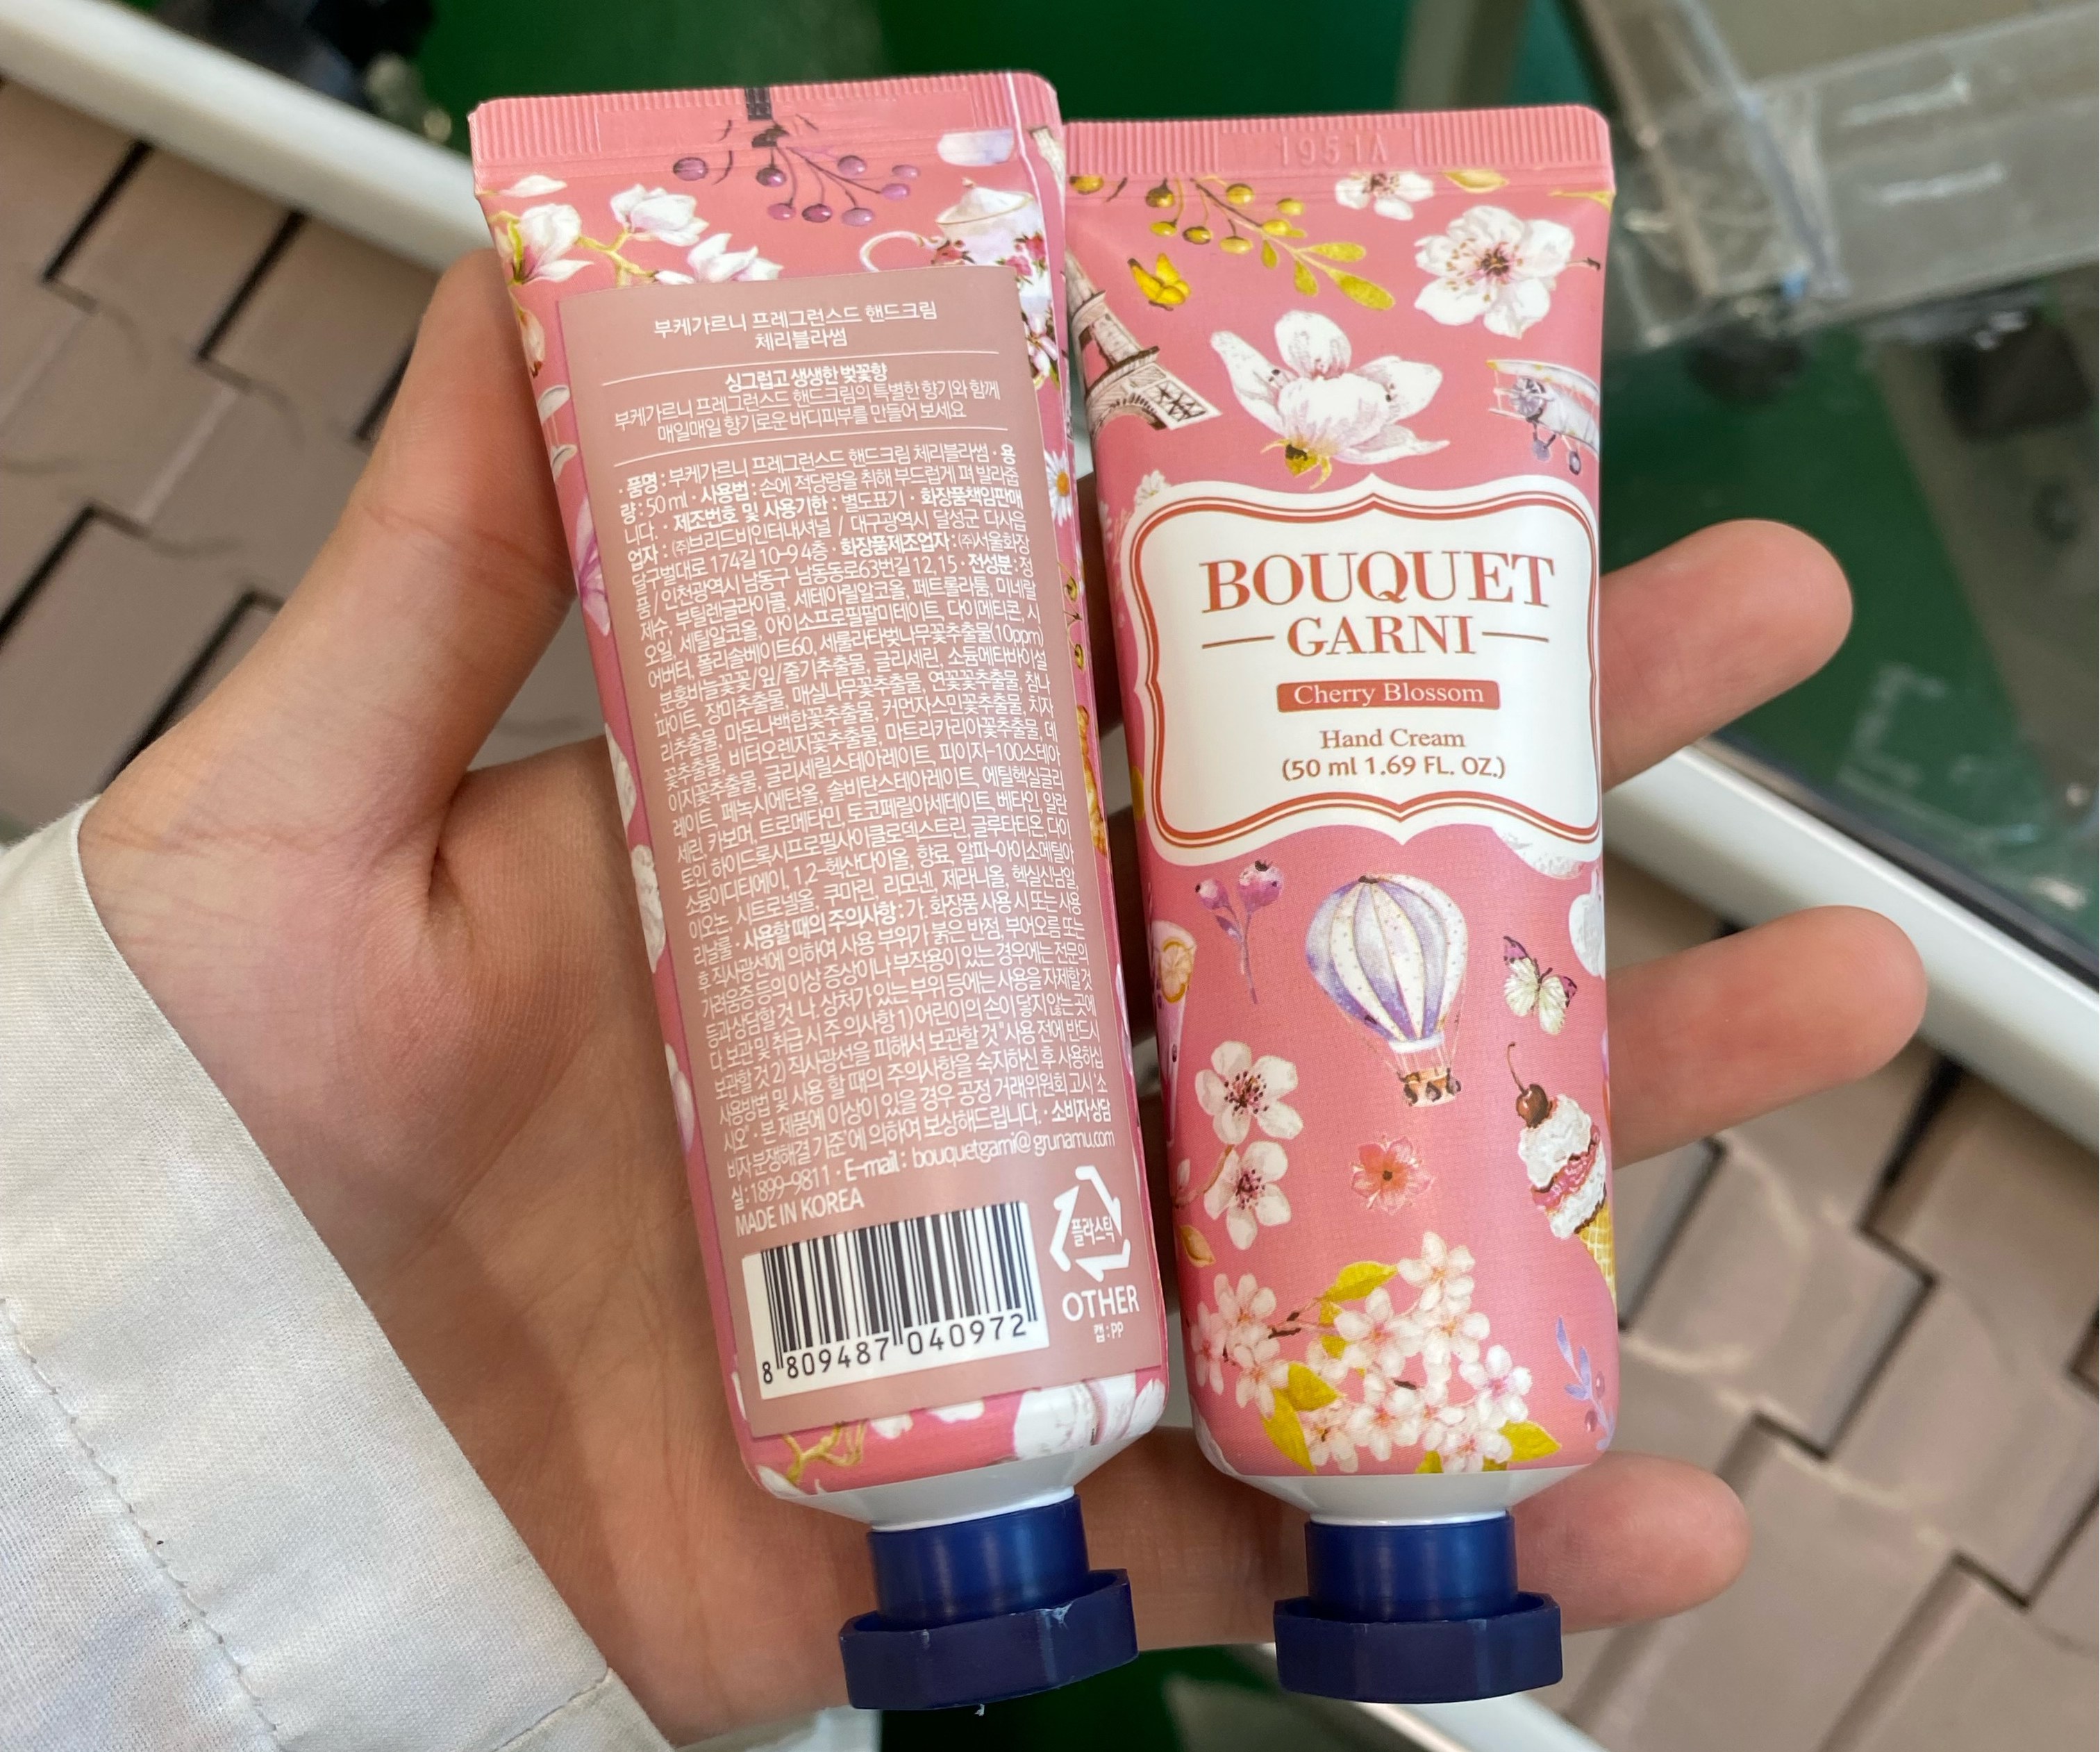 부케가르니 프레그런스드 핸드크림
체리블라썸
싱그럽고 생생한 벚꽃향
부케가르니 프레그런스드 핸드크림의 특별한 향기와 함께
매일매일 향기로운 바디피부를 만들어 보세요
· 품명 : 부케가르니 프레그런스드 핸드크림 체리블라썸 · 용
량 : 50 ml · 사용법 : 손에 적당량을 취해 부드럽게 펴 발라줍
니다. · 제조번호 및 사용기한 : 별도표기 · 화장품책임판매
업자 : ㈜브리드비인터내셔널 / 대구광역시 달성군 다사읍
달구벌대로 174길 10-9 4층 · 화장품제조업자 : ㈜서울화장
품 / 인천광역시 남동구 남동동로63번길 12, 15 · 전성분 : 정
제수, 부틸렌글라이콜, 세테아릴알코올, 페트롤라툼, 미네랄
오일, 세틸알코올, 아이소프로필팔미테이트, 다이메티콘, 시
어버터, 폴리솔베이트60, 세룰라타벚나무꽃추출물(10ppm)
, 분홍바늘꽃꽃/잎/줄기추출물, 글리세린, 소듐메타바이설
파이트, 장미추출물, 매실나무꽃추출물, 연꽃꽃추출물, 참나
리추출물, 마돈나백합꽃추출물, 커먼자스민꽃추출물, 치자
꽃추출물, 비터오렌지꽃추출물, 마트리카리아꽃추출물, 데
이지꽃추출물, 글리세릴스테아레이트, 피이지-100스테아
레이트, 페녹시에탄올, 솔비탄스테아레이트, 에틸헥실글리
세린, 카보머, 트로메타민, 토코페릴아세테이트, 베타인, 알란
토인, 하이드록시프로필사이클로덱스트린, 글루타티온, 다이
소듐이디티에이, 1,2-헥산다이올, 향료, 알파-아이소메틸아
이오논, 시트로넬올, 쿠마린, 리모넨, 제라니올, 헥실신남알,
리날룰 · 사용할 때의 주의사항 : 가. 화장품 사용 시 또는 사용
후 직사광선에 의하여 사용 부위가 붉은 반점, 부어오름 또는
가려움증 등의 이상 증상이나 부작용이 있는 경우에는 전문의
등과 상담할 것 나. 상처가 있는 부위 등에는 사용을 자제할 것
다. 보관 및 취급 시 주의사항 1) 어린이의 손이 닿지 않는 곳에
보관할 것 2) 직사광선을 피해서 보관할 것 "사용 전에 반드시
사용방법 및 사용 할 때의 주의사항을 숙지하신 후 사용하십
시오" · 본 제품에 이상이 있을 경우 공정 거래위원회 고시 '소
비자 분쟁해결 기준'에 의하여 보상해드립니다. · 소비자 상담
실 : 1899-9811 · E-mail : bouquetgarni@grunamu.com
MADE IN KOREA
플라스틱
OTHER
캡 : PP
8 809487 040972
1951A
BOUQUET
GARNI
Cherry Blossom
Hand Cream
(50 ml 1.69 FL. OZ.)